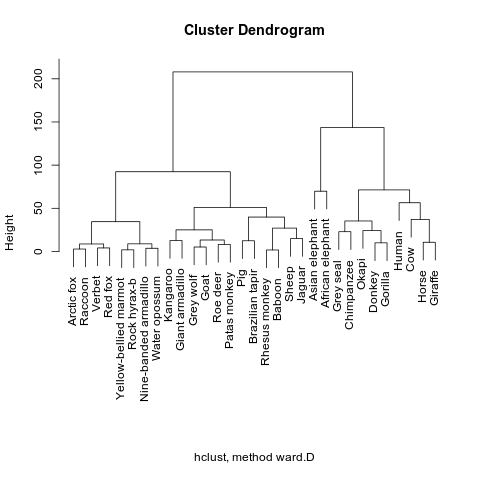 Cluster Dendrogram
Height
0
50
100
150
200
Arctic fox
Raccoon
Vervet
Red fox
Yellow-bellied marmot
Rock hyrax-b
Nine-banded armadillo
Water opossum
Kangaroo
Giant armadillo
Grey wolf
Goat
Roe deer
Patas monkey
Pig
Brazilian tapir
Rhesus monkey
Baboon
Sheep
Jaguar
Asian elephant
African elephant
Grey seal
Chimpanzee
Okapi
Donkey
Gorilla
Human
Cow
Horse
Giraffe
hclust, method ward.D